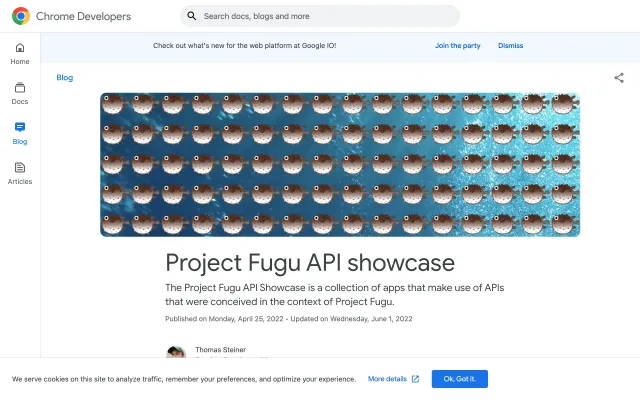 Chrome Developers
Search docs, blogs and more
Check out what's new for the web platform at Google IO!
Join the party
Dismiss
Home
Docs
Blog
Articles
Blog
Project Fugu API showcase
The Project Fugu API Showcase is a collection of apps that make use of APIs
that were conceived in the context of Project Fugu.
Published on Monday, April 25, 2022 • Updated on Wednesday, June 1, 2022
Thomas Steiner
We serve cookies on this site to analyze traffic, remember your preferences, and optimize your experience.
More details
Ok, Got it.